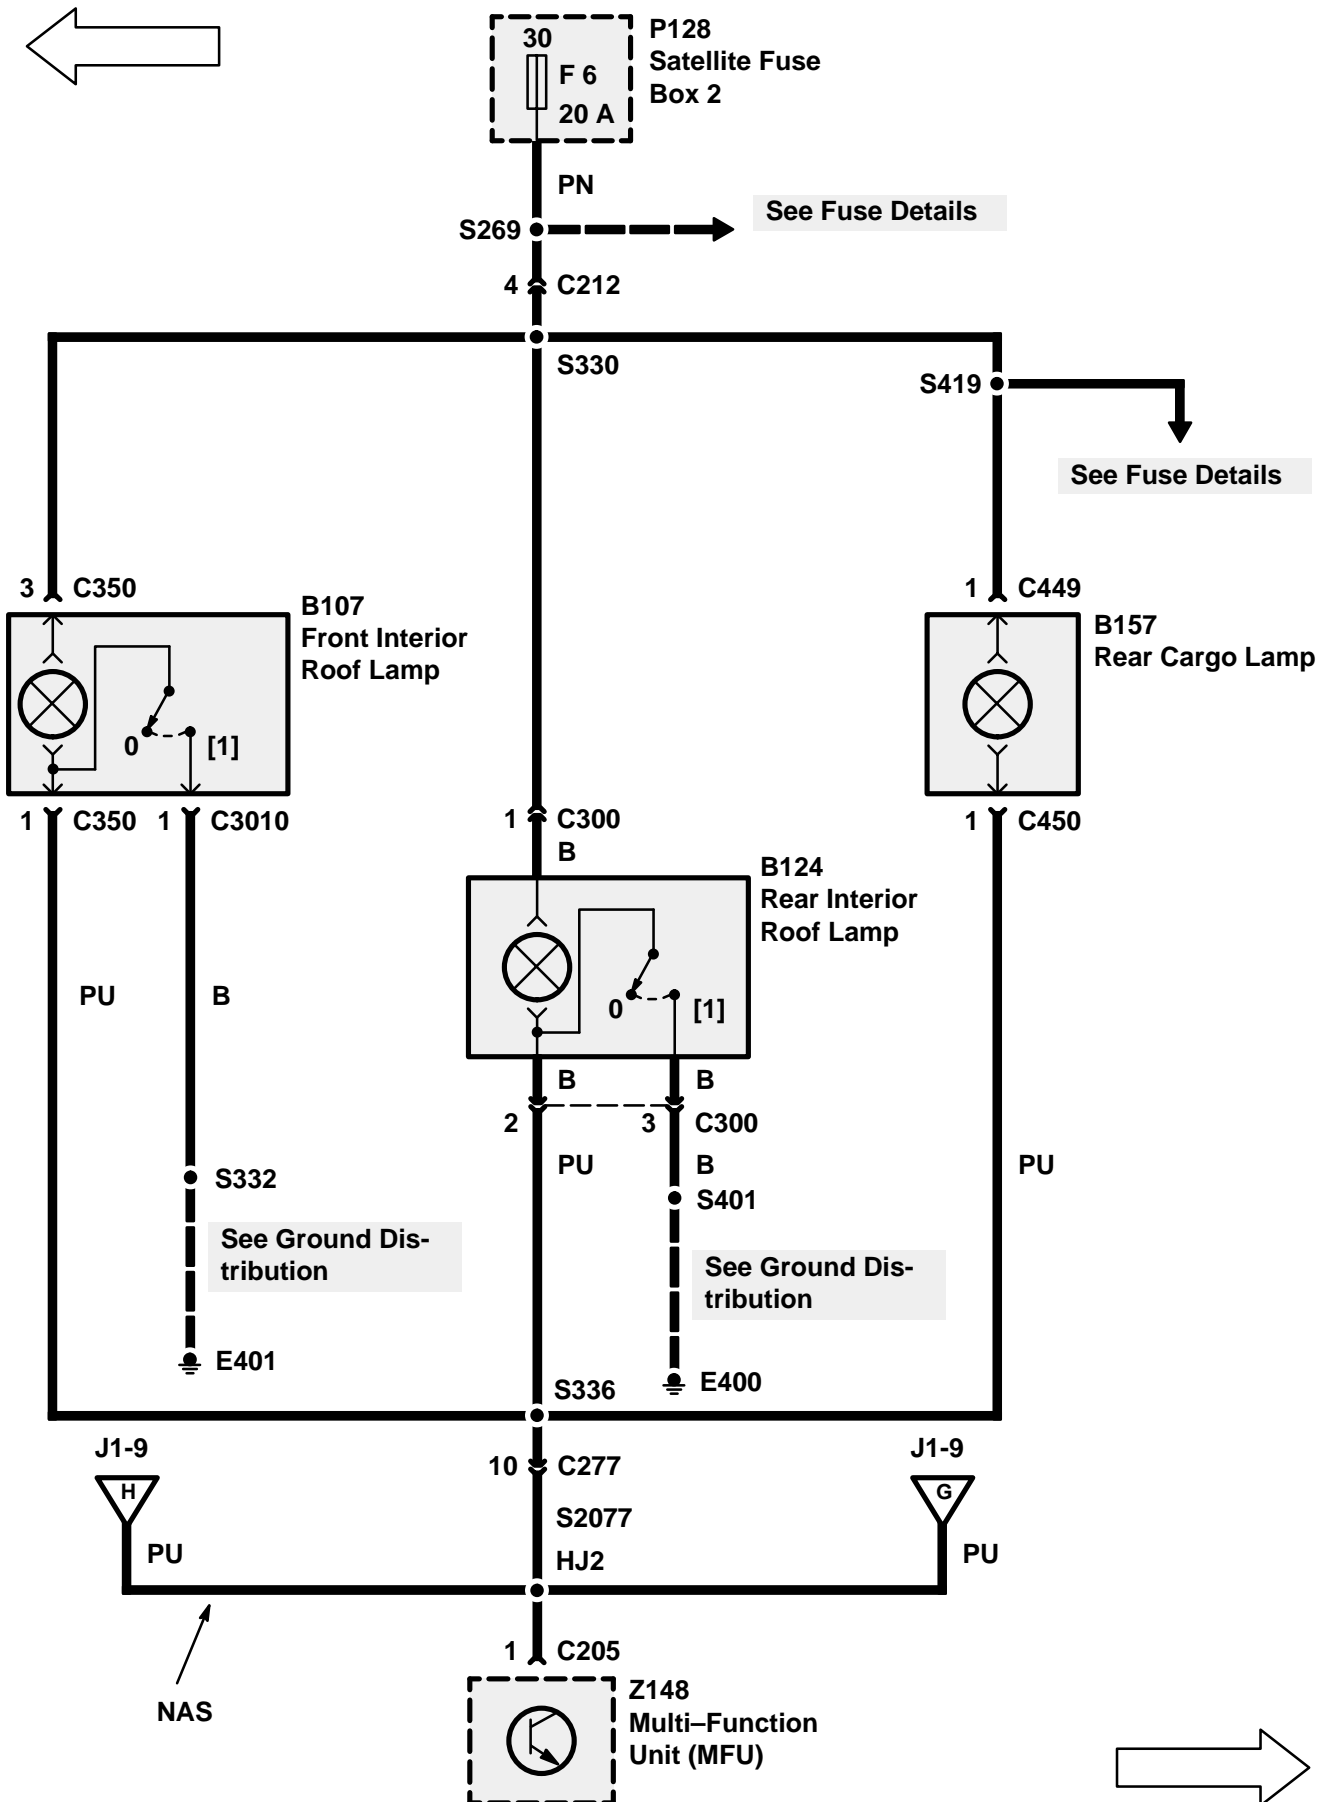 30
F 6
20 A
P128
Satellite Fuse
Box 2
PN
S269
See Fuse Details
4
C212
S330
S419
See Fuse Details
3
C350
B107
Front Interior
Roof Lamp
0
[1]
1
C350
1
C3010
1
C449
B157
Rear Cargo Lamp
1
C450
1
C300
B
B124
Rear Interior
Roof Lamp
0
[1]
PU
B
B
B
2
3
C300
PU
B
PU
S332
S401
See Ground Dis-
tribution
See Ground Dis-
tribution
E401
E400
S336
J1-9
H
PU
10
C277
S2077
HJ2
J1-9
G
PU
NAS
1
C205
Z148
Multi–Function
Unit (MFU)